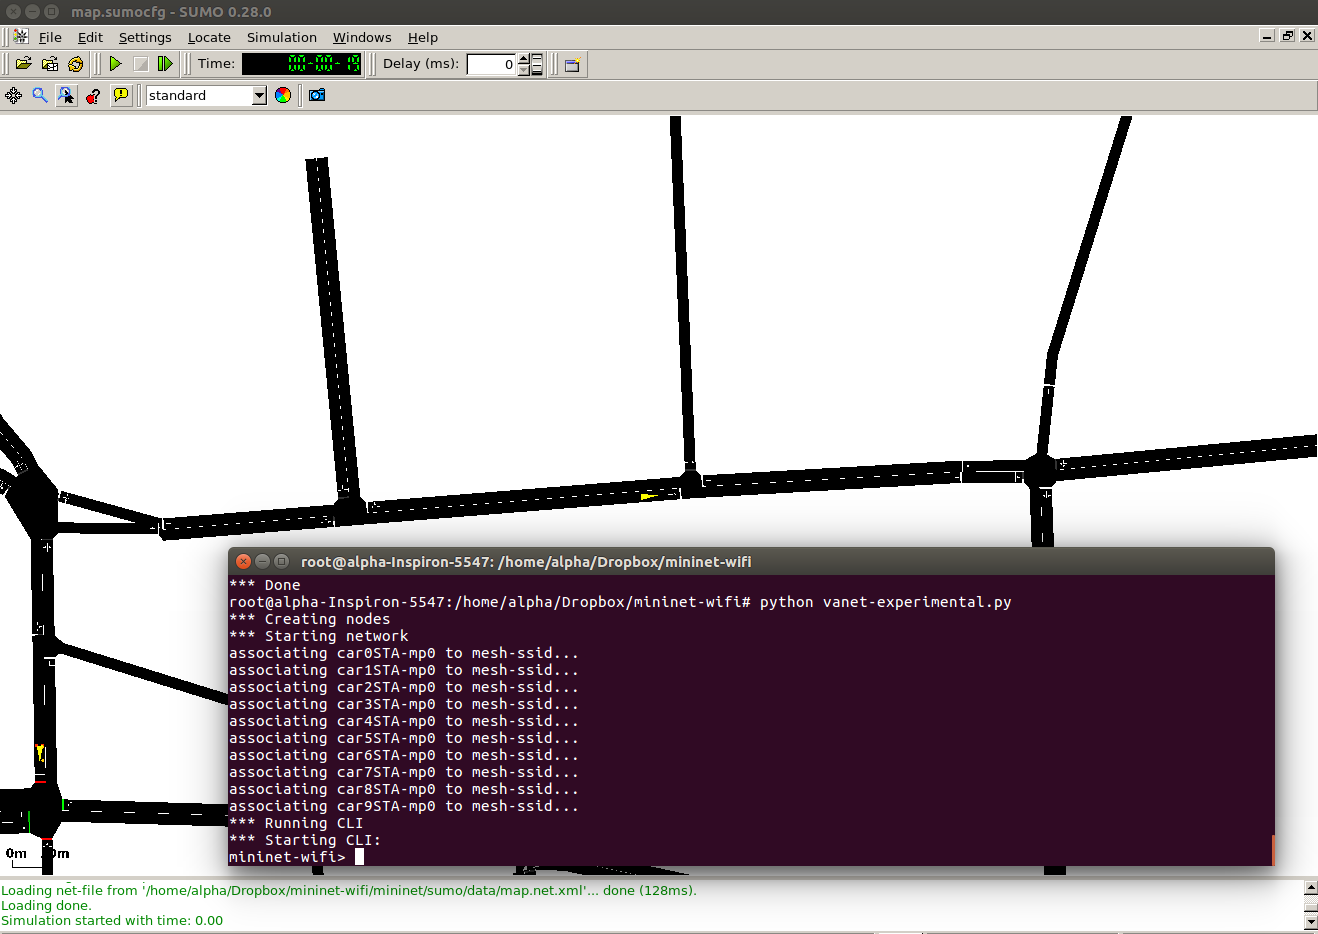 map.sumocfg - SUMO 0.28.0
File Edit Settings Locate Simulation Windows Help
Time: 00-00-19 Delay (ms): 0
standard
root@alpha-Inspiron-5547: /home/alpha/Dropbox/mininet-wifi
*** Done
root@alpha-Inspiron-5547:/home/alpha/Dropbox/mininet-wifi# python vanet-experimental.py
*** Creating nodes
*** Starting network
associating car0STA-mp0 to mesh-ssid...
associating car1STA-mp0 to mesh-ssid...
associating car2STA-mp0 to mesh-ssid...
associating car3STA-mp0 to mesh-ssid...
associating car4STA-mp0 to mesh-ssid...
associating car5STA-mp0 to mesh-ssid...
associating car6STA-mp0 to mesh-ssid...
associating car7STA-mp0 to mesh-ssid...
associating car8STA-mp0 to mesh-ssid...
associating car9STA-mp0 to mesh-ssid...
*** Running CLI
*** Starting CLI:
mininet-wifi>
0m
Loading net-file from '/home/alpha/Dropbox/mininet-wifi/mininet/sumo/data/map.net.xml'... done (128ms).
Loading done.
Simulation started with time: 0.00